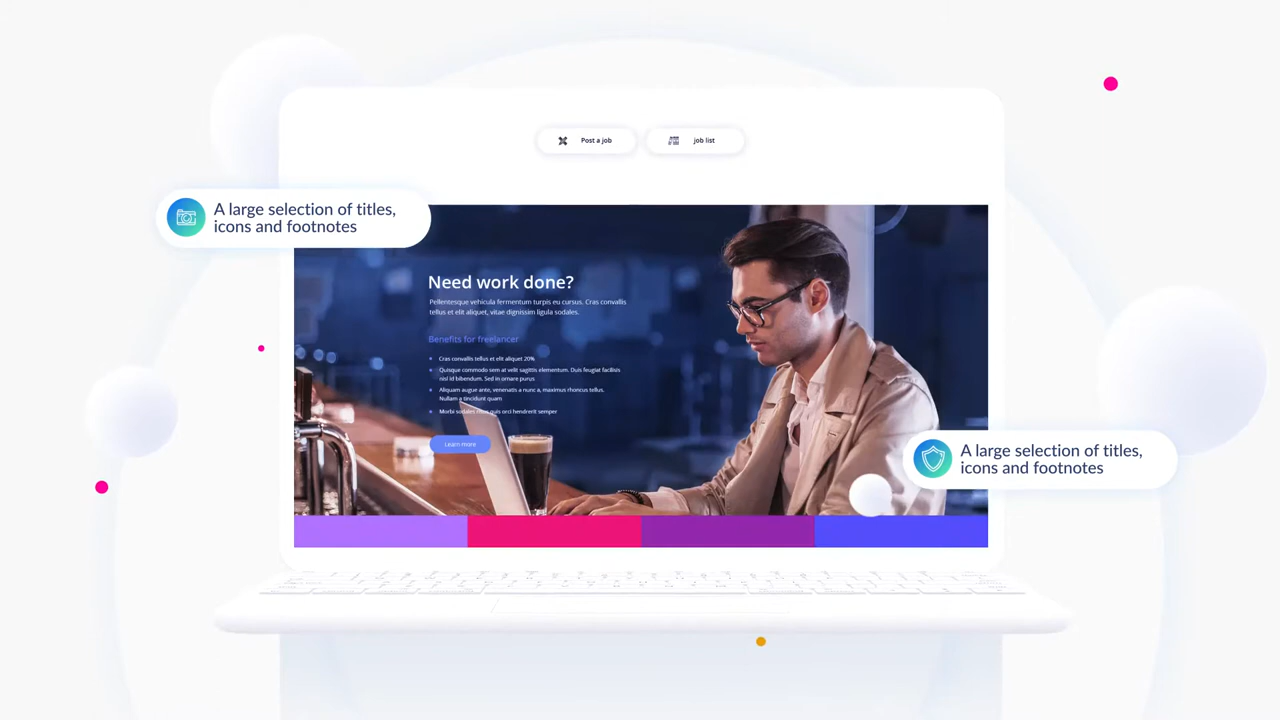 Post a job
job list
A large selection of titles,
icons and footnotes
Need work done?
Pellentesque vehicula fermentum turpis eu cursus. Cras convallis
tellus et elit aliquet, vitae dignissim ligula sodales.
Benefits for freelancer
Cras convallis tellus et elit aliquet 20%
Quisque commodo sem at velit sagittis elementum. Duis feugiat facilisis
nisl id bibendum. Sed in ornare purus
Aliquam augue ante, venenatis a nunc a, maximus rhoncus tellus.
Nullam a tincidunt quam
Morbi sodales risus quis orci hendrerit semper
Learn more
A large selection of titles,
icons and footnotes